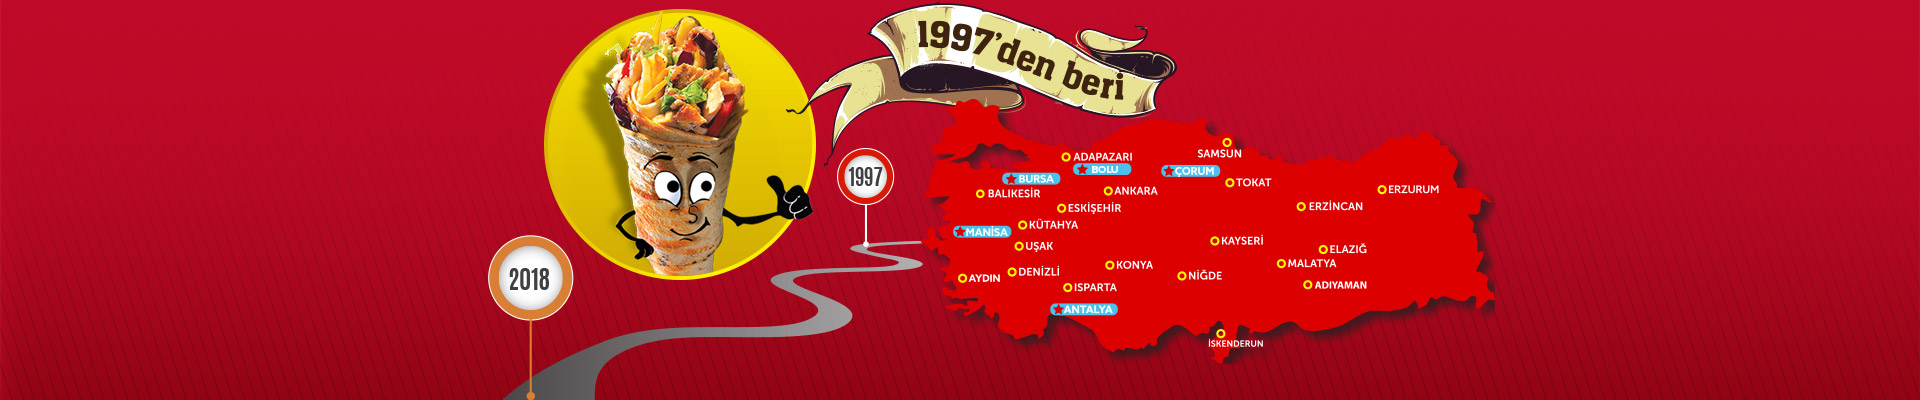 1997'den beri
1997
2018
SAMSUN
ADAPAZARI
BOLU
ÇORUM
BURSA
TOKAT
BALIKESİR
ANKARA
ERZURUM
ESKİŞEHİR
ERZİNCAN
KÜTAHYA
MANİSA
UŞAK
KAYSERİ
ELAZIĞ
MALATYA
KONYA
DENİZLİ
AYDIN
NİĞDE
ISPARTA
ADIYAMAN
ANTALYA
İSKENDERUN